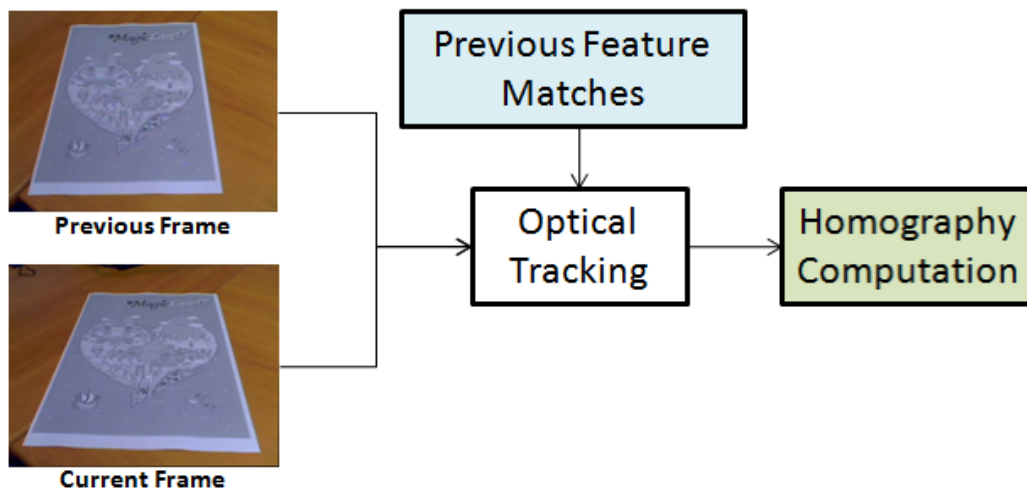 Previous Frame
Previous Feature
Matches
Optical
Tracking
Homography
Computation
Current Frame